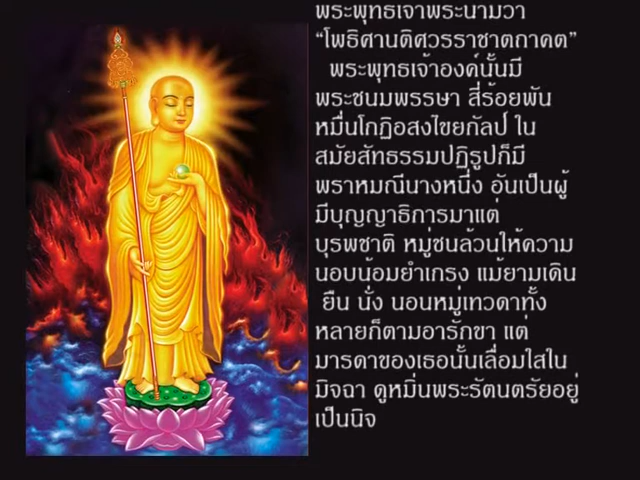 พระพุทธเจ้าพระนามว่า
“โพธิศานติศวรราชาตถาคต”
พระพุทธเจ้าองค์นั้นมี
พระชนมพรรษา สี่ร้อยพัน
หมื่นโกฏิอสงไขยกัลป์ ใน
สมัยสัทธรรมปฏิรูปก็มี
พราหมณีนางหนึ่ง อันเป็นผู้
มีบุญญาธิการมาแต่
บุรพชาติ หมู่ชนล้วนให้ความ
นอบน้อมยำเกรง แม้ยามเดิน
ยืน นั่ง นอนหมู่เทวดาทั้ง
หลายก็ตามอารักขา แต่
มารดาของเธอนั้นเลื่อมใสใน
มิจฉา ดูหมิ่นพระรัตนตรัยอยู่
เป็นนิจ